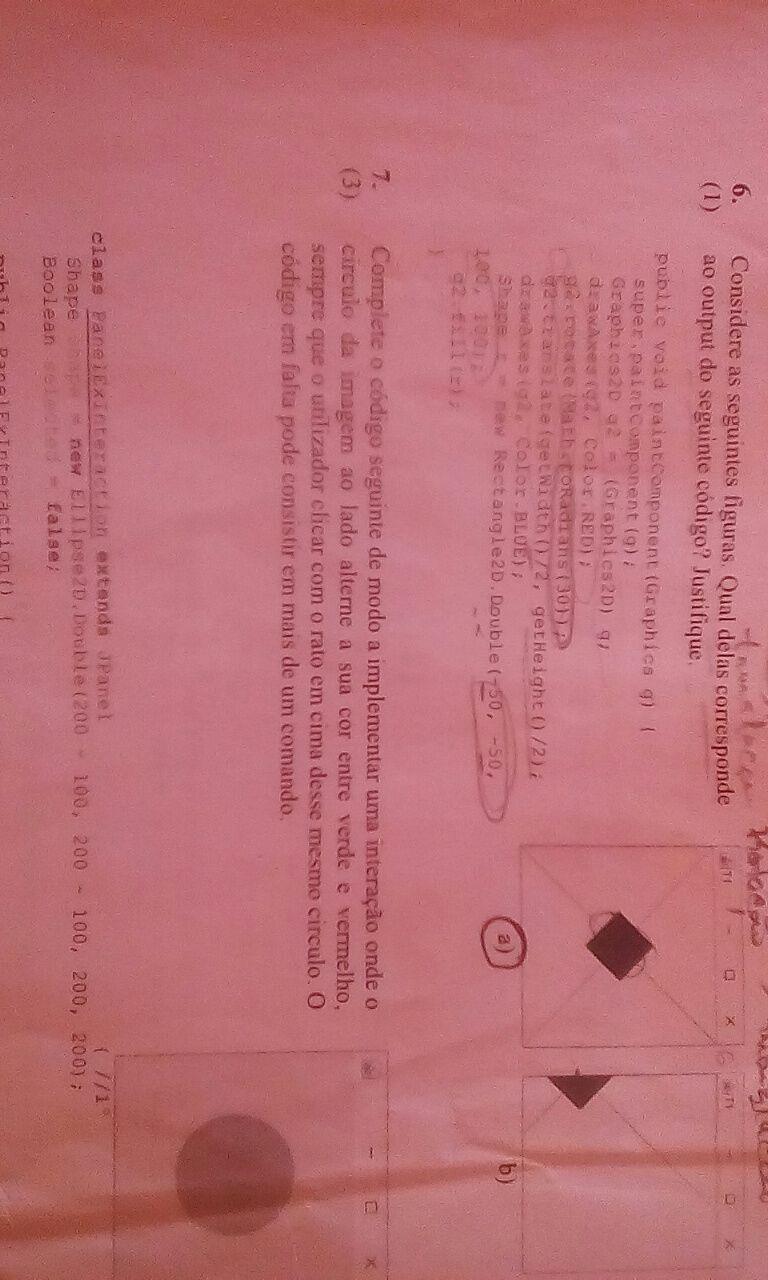 6. Considere as seguintes figuras. Qual delas corresponde
(1) ao output do seguinte código? Justifique.
public void paintComponent(Graphics g) {
super.paintComponent(g);
Graphics2D g2 = (Graphics2D) g;
drawAxes(g2, Color.RED);
g2.rotate(Math.toRadians(30));
g2.translate(getWidth()/2, getHeight()/2);
drawAxes(g2, Color.BLUE);
Shape r = new Rectangle2D.Double(-50, -50,
100, 100);
g2.fill(r);
}
a)
b)
7. Complete o código seguinte de modo a implementar uma interação onde o
(3) circulo da imagem ao lado alterne a sua cor entre verde e vermelho,
sempre que o utilizador clicar com o rato em cima desse mesmo circulo. O
código em falta pode consistir em mais de um comando.
class PanelExInteraction extends JPanel { //1º
Shape shape = new Ellipse2D.Double(200 - 100, 200 - 100, 200, 200);
Boolean selected = false;
public PanelExInteraction() {